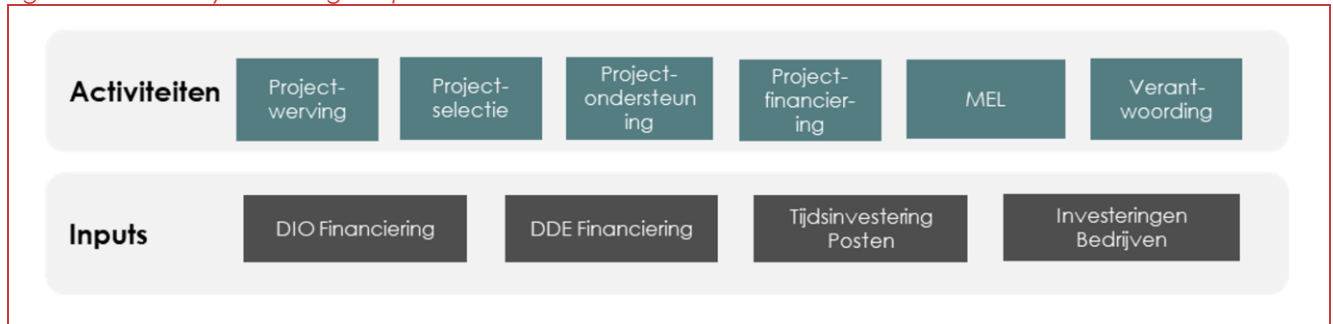 Activiteiten
Project-
werving
Project-
selectie
Project-
ondersteun
ing
Project-
financier-
ing
MEL
Verant-
woording
Inputs
DIO Financiering
DDE Financiering
Tijdsinvestering
Posten
Investeringen
Bedrijven